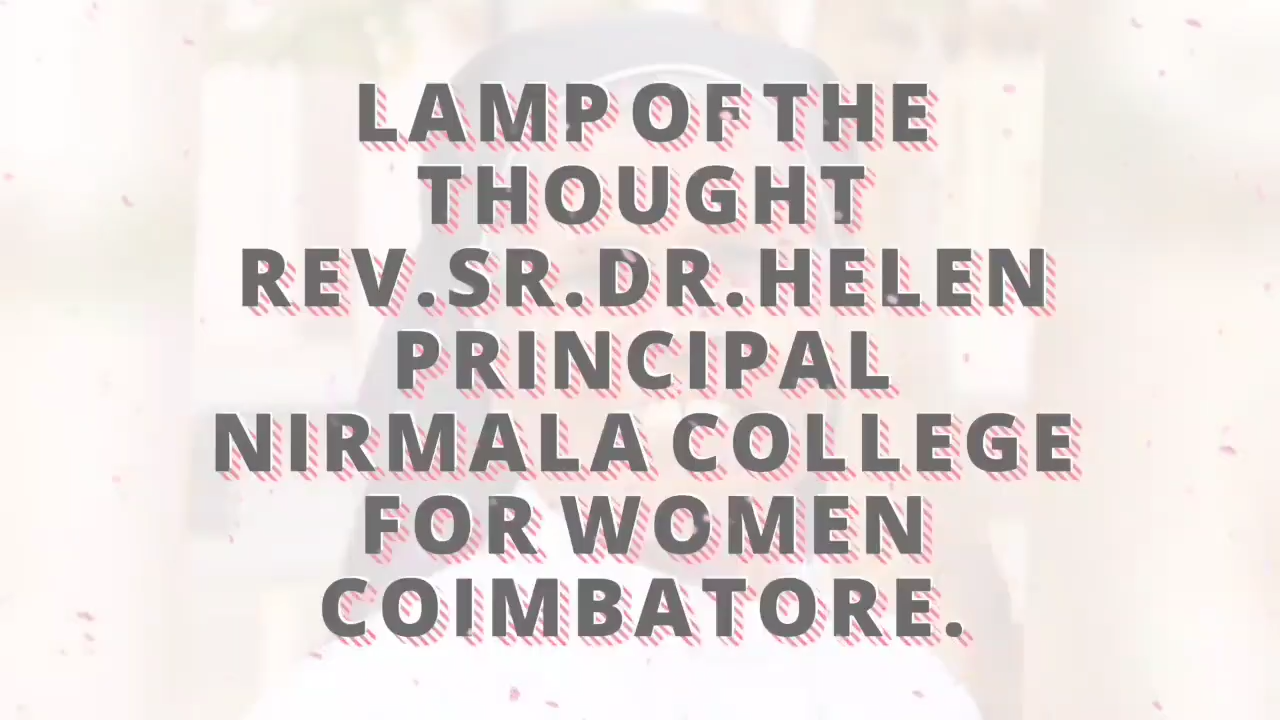 LAMP OF THE
THOUGHT
REV.SR.DR.HELEN
PRINCIPAL
NIRMALA COLLEGE
FOR WOMEN
COIMBATORE.